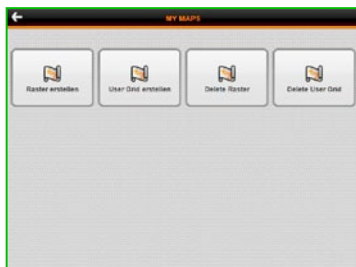 MY MAPS
Raster erstellen
User Grid erstellen
Delete Raster
Delete User Grid